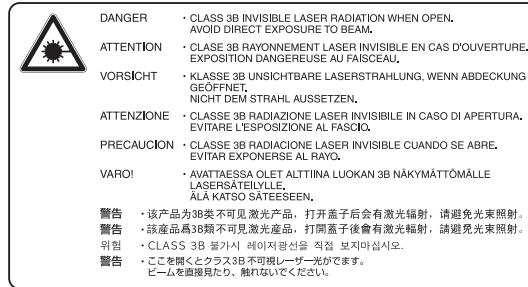 DANGER · CLASS 3B INVISIBLE LASER RADIATION WHEN OPEN.
AVOID DIRECT EXPOSURE TO BEAM.
ATTENTION · CLASE 3B RAYONNEMENT LASER INVISIBLE EN CAS D'OUVERTURE.
EXPOSITION DANGEREUSE AU FAISCEAU.
VORSICHT · KLASSE 3B UNSICHTBARE LASERSTRAHLUNG, WENN ABDECKUNG
GEÖFFNET.
NICHT DEM STRAHL AUSSETZEN.
ATTENZIONE · CLASSE 3B RADIAZIONE LASER INVISIBILE IN CASO DI APERTURA.
EVITARE L'ESPOSIZIONE AL FASCIO.
PRECAUCION · CLASSE 3B RADIACIONE LASER INVISIBLE CUANDO SE ABRE.
EVITAR EXPONERSE AL RAYO.
VARO! · AVATTAESSA OLET ALTTIINA LUOKAN 3B NÄKYMÄTTÖMÄLLE
LASERSÄTEILYLLE.
ÄLÄ KATSO SÄTEESEEN.
警告 · 该产品为3B类不可见激光产品，打开盖子后会有激光辐射，请避免光束照射。
警告 · 該産品爲3B類不可見激光産品，打開蓋子後會有激光輻射，請避免光束照射。
위험 · CLASS 3B 불가시 레이저광선을 직접 보지마십시오.
警告 · ここを開くとクラス3B 不可視レーザー光がでます。
ビームを直接見たり、触れないでください。